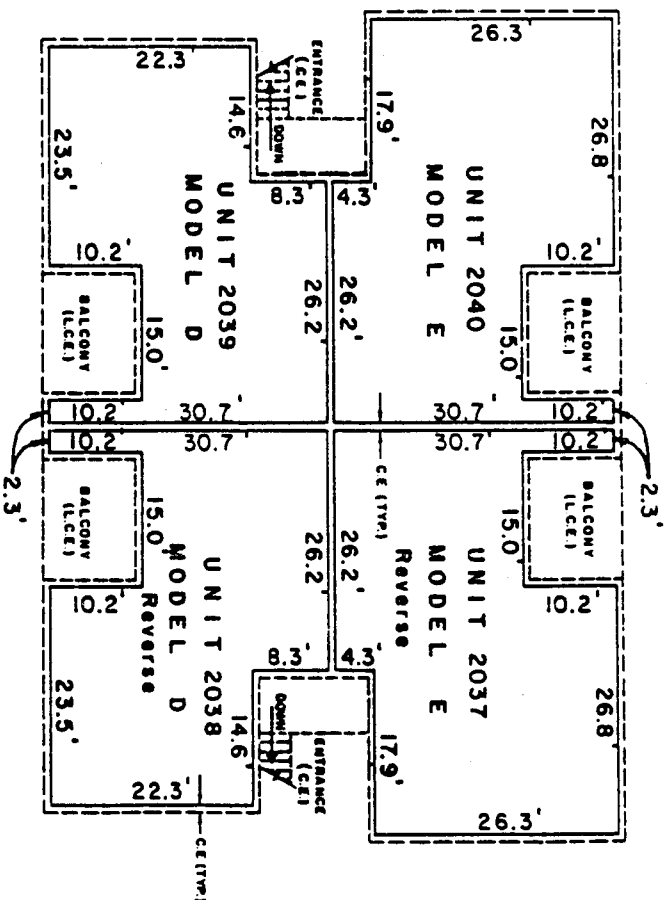 26.3'
22.3'
ENTRANCE
(C.E.)
DOWN
14.6'
17.9'
26.8
23.5'
8.3'
4.3'
UNIT 2040
MODEL E
UNIT 2039
MODEL D
10.2'
10.2'
BALCONY
(L.C.E.)
15.0'
BALCONY
(L.C.E.)
15.0'
26.2'
26.2'
10.2'
30.7'
30.7'
10.2'
10.2
30.7'
30.7'
10.2'
2.3'
2.3'
C.E. (TYP.)
BALCONY
(L.C.E.)
15.0'
BALCONY
(L.C.E.)
15.0'
26.2'
26.2'
10.2'
10.2'
UNIT 2037
MODEL E
Reverse
UNIT 2038
MODEL D
Reverse
8.3'
4.3'
23.5'
26.8
14.6
17.9'
DOWN
ENTRANCE
(C.E.)
22.3'
26.3'
C.E. (TYP.)